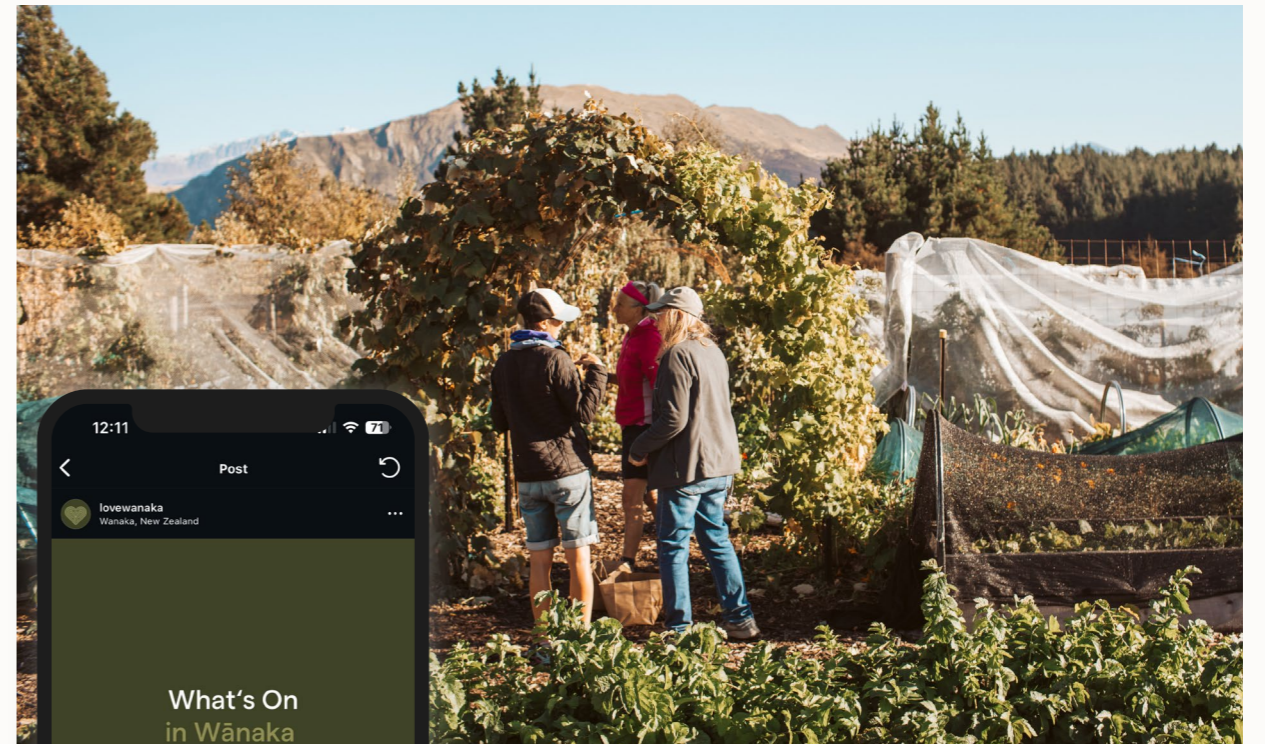 12:11
71
Post
lovewanaka
Wanaka, New Zealand
What's On
in Wānaka